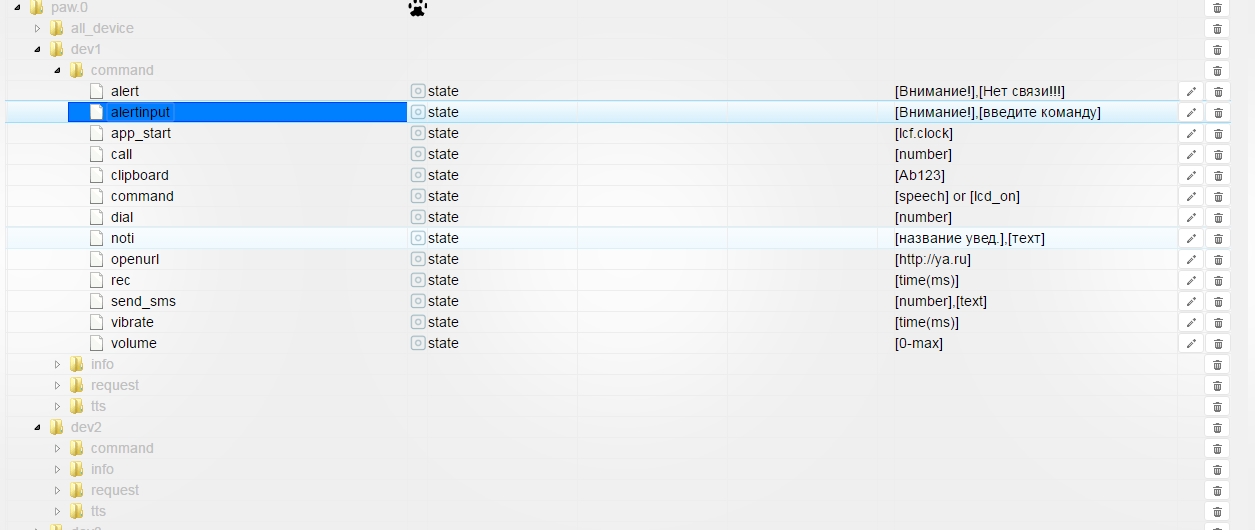 paw.0
all_device
dev1
command
alert state [Внимание!],[Нет связи!!!]
alertinput state [Внимание!],[введите команду]
app_start state [lcf.clock]
call state [number]
clipboard state [Ab123]
command state [speech] or [lcd_on]
dial state [number]
noti state [название увед.],[текст]
openurl state [http://ya.ru]
rec state [time(ms)]
send_sms state [number],[text]
vibrate state [time(ms)]
volume state [0-max]
info
request
tts
dev2
command
info
request
tts